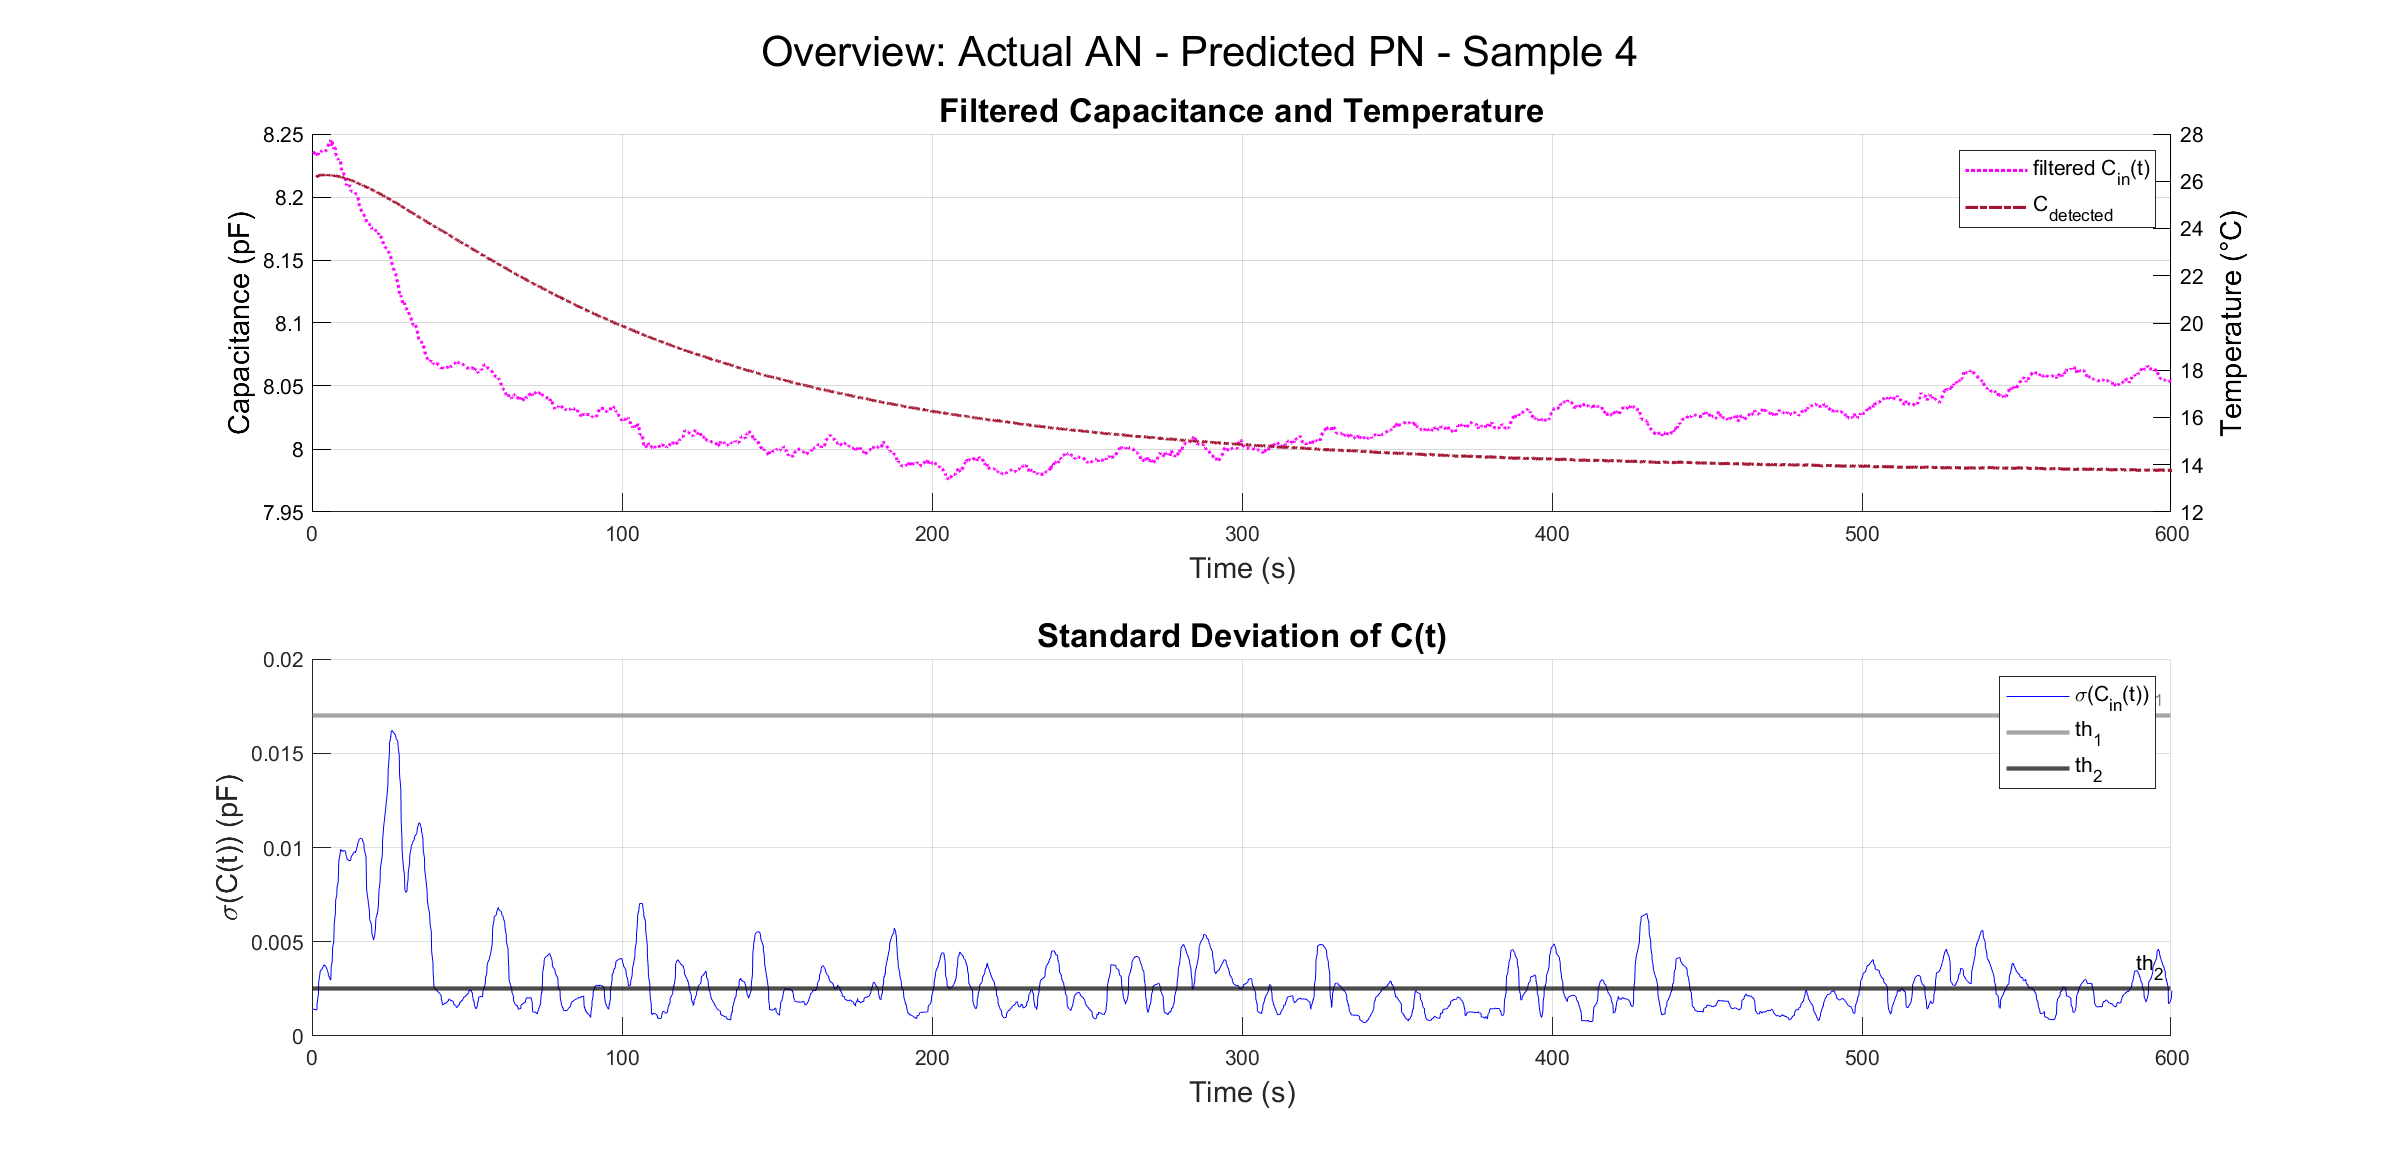 Overview: Actual AN - Predicted PN - Sample 4
Filtered Capacitance and Temperature
Capacitance (pF)
8.25
8.2
8.15
8.1
8.05
8
7.95
filtered C_in(t)
C_detected
28
26
24
22
20
18
16
14
12
Temperature (°C)
0 100 200 300 400 500 600
Time (s)
Standard Deviation of C(t)
σ(C(t)) (pF)
0.02
0.015
0.01
0.005
0
σ(C_in(t))
th_1
th_2
1
th_2
0 100 200 300 400 500 600
Time (s)